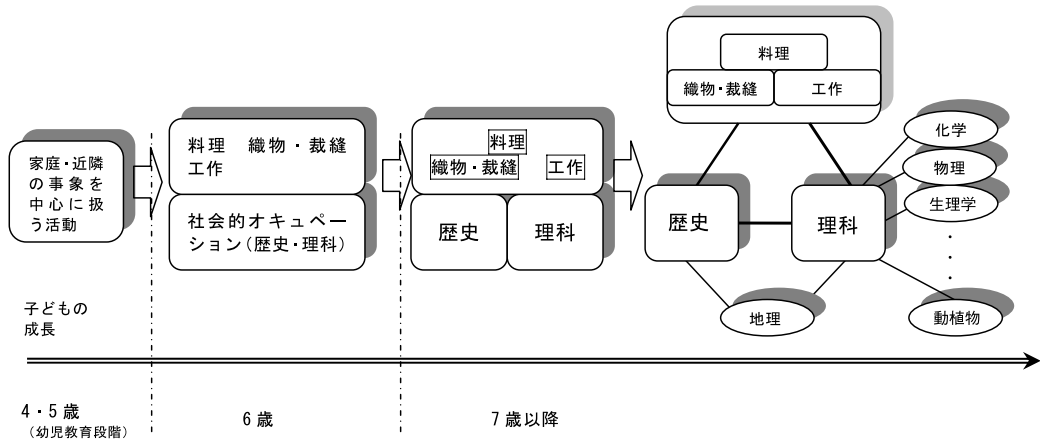 家庭・近隣
の事象を
中心に扱
う活動
料理　織物・裁縫
工作
社会的オキュペー
ション(歴史・理科)
料理
織物・裁縫
工作
歴史
理科
料理
織物・裁縫
工作
歴史
理科
地理
化学
物理
生理学
・
・
・
動植物
子どもの
成長
4・5歳
（幼児教育段階）
6歳
7歳以降